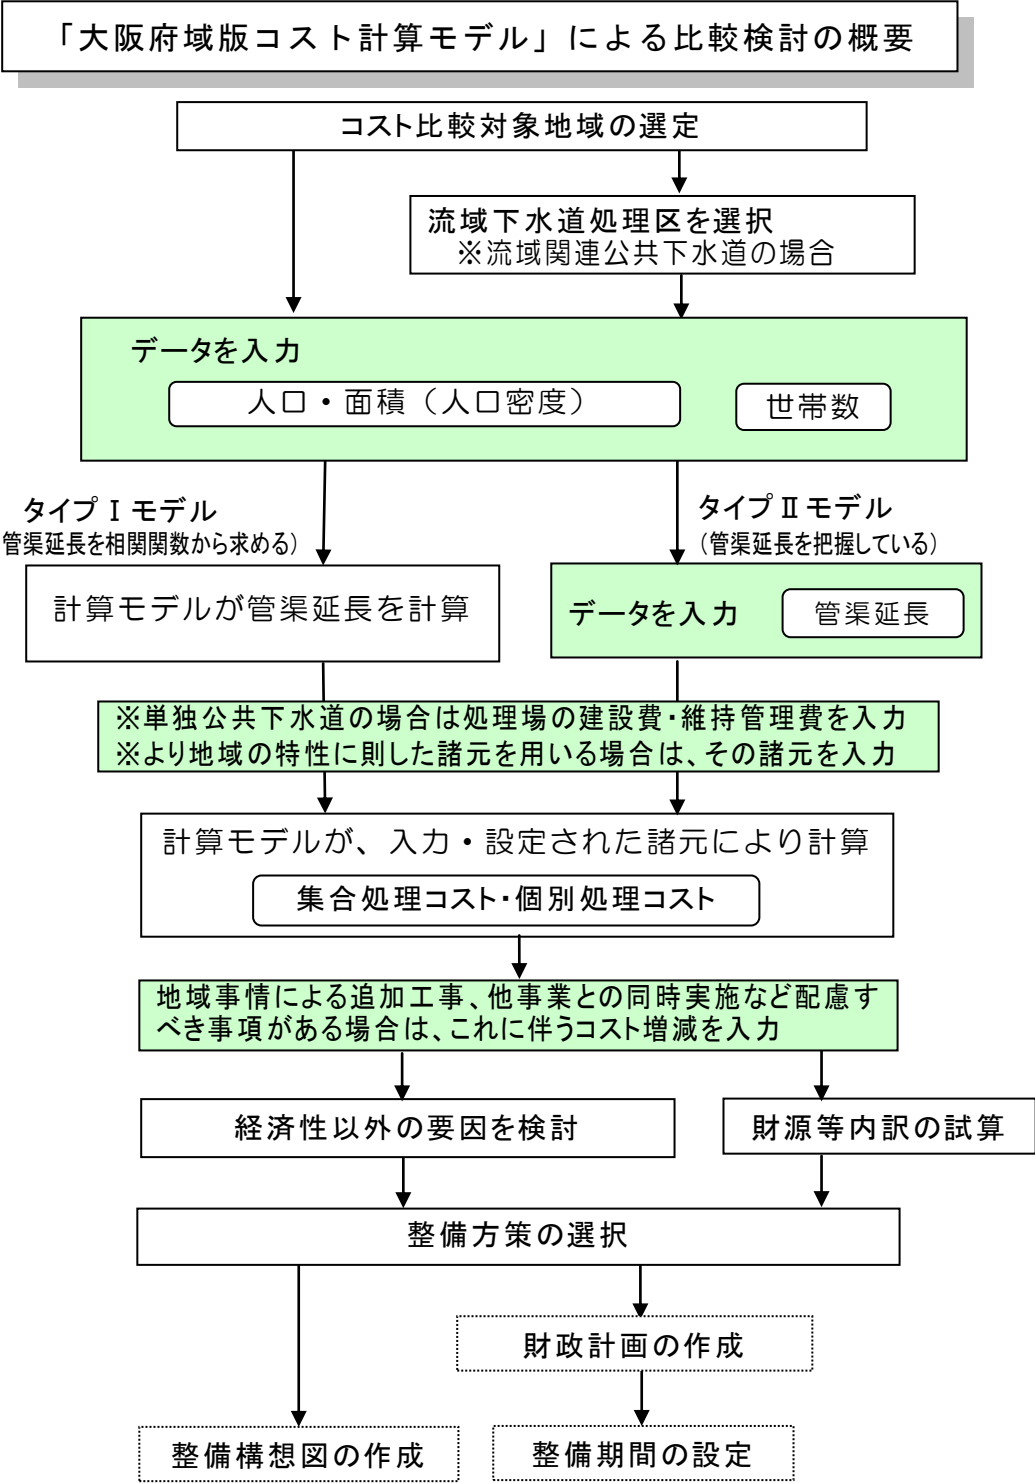 「大阪府域版コスト計算モデル」による比較検討の概要
コスト比較対象地域の選定
流域下水道処理区を選択
※流域関連公共下水道の場合
データを入力
人口・面積（人口密度）
世帯数
タイプⅠモデル
管渠延長を相関関数から求める）
タイプⅡモデル
（管渠延長を把握している）
計算モデルが管渠延長を計算
データを入力
管渠延長
※単独公共下水道の場合は処理場の建設費・維持管理費を入力
※より地域の特性に則した諸元を用いる場合は、その諸元を入力
計算モデルが、入力・設定された諸元により計算
集合処理コスト・個別処理コスト
地域事情による追加工事、他事業との同時実施など配慮す
べき事項がある場合は、これに伴うコスト増減を入力
経済性以外の要因を検討
財源等内訳の試算
整備方策の選択
財政計画の作成
整備構想図の作成
整備期間の設定